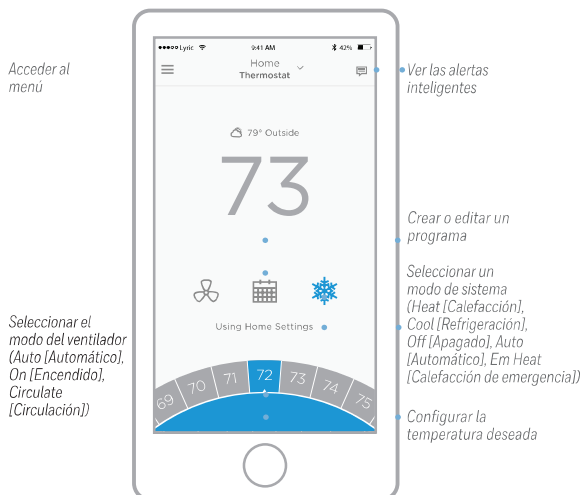 Acceder al
menú
Lyric
9:41 AM
42%
Home
Thermostat
Ver las alertas
inteligentes
79° Outside
73
Crear o editar un
programa
Seleccionar un
modo de sistema
(Heat [Calefacción],
Cool [Refrigeración],
Off [Apagado], Auto
[Automático], Em Heat
[Calefacción de emergencia])
Seleccionar el
modo del ventilador
(Auto [Automático],
On [Encendido],
Circulate
[Circulación])
Using Home Settings
69 70 71 72 73 74 75
Configurar la
temperatura deseada